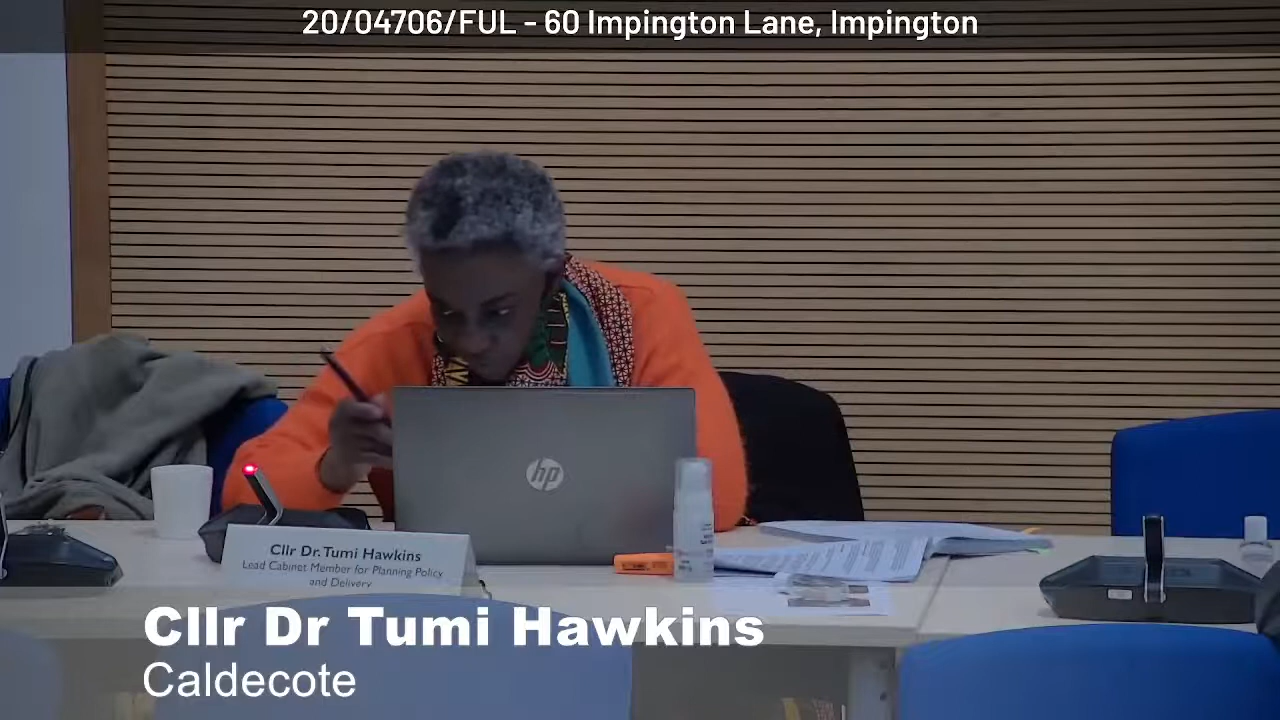 20/04706/FUL - 60 Impington Lane, Impington
hp
Cllr Dr. Tumi Hawkins
Lead Cabinet Member for Planning Policy
and Delivery
Cllr Dr Tumi Hawkins
Caldecote